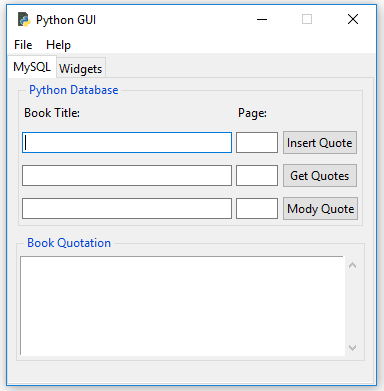 Python GUI
File Help
MySQL Widgets
Python Database
Book Title: Page:
Insert Quote
Get Quotes
Mody Quote
Book Quotation